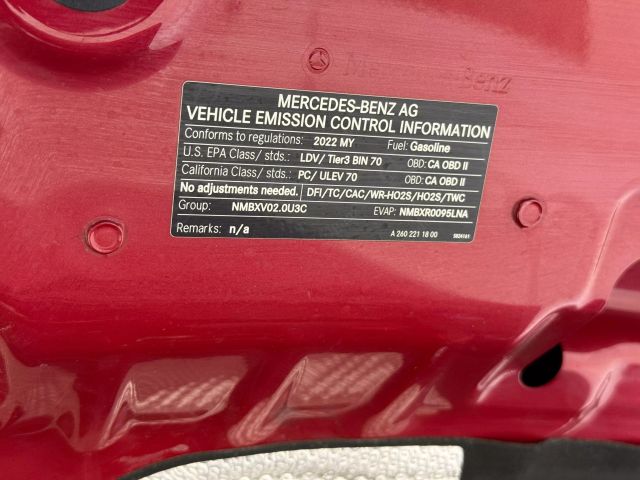 Benz
MERCEDES-BENZ AG
VEHICLE EMISSION CONTROL INFORMATION
Conforms to regulations: 2022 MY Fuel: Gasoline
U.S. EPA Class/ stds.: LDV/ Tier3 BIN 70 OBD: CA OBD II
California Class/ stds.: PC/ ULEV 70 OBD: CA OBD II
No adjustments needed. DFI/TC/CAC/WR-HO2S/HO2S/TWC
Group: NMBXV02.0U3C EVAP: NMBXR0095LNA
Remarks: n/a A 260 221 18 00